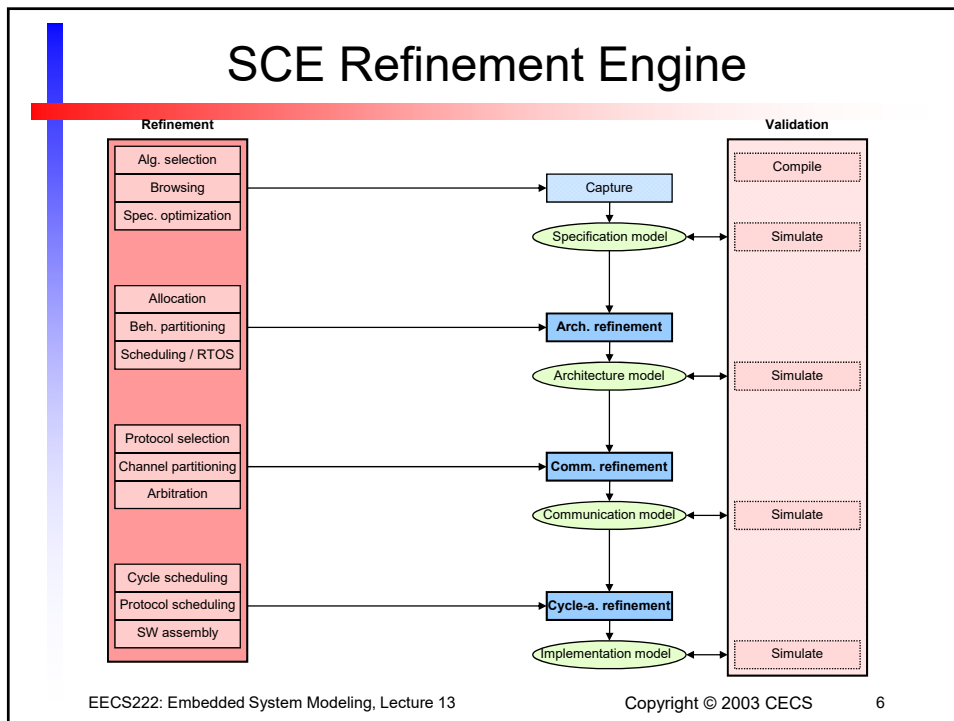 SCE Refinement Engine
Refinement
Validation
Alg. selection
Browsing
Spec. optimization
Capture
Compile
Specification model
Simulate
Allocation
Beh. partitioning
Scheduling / RTOS
Arch. refinement
Architecture model
Simulate
Protocol selection
Channel partitioning
Arbitration
Comm. refinement
Communication model
Simulate
Cycle scheduling
Protocol scheduling
SW assembly
Cycle-a. refinement
Implementation model
Simulate
EECS222: Embedded System Modeling, Lecture 13
Copyright © 2003 CECS
6